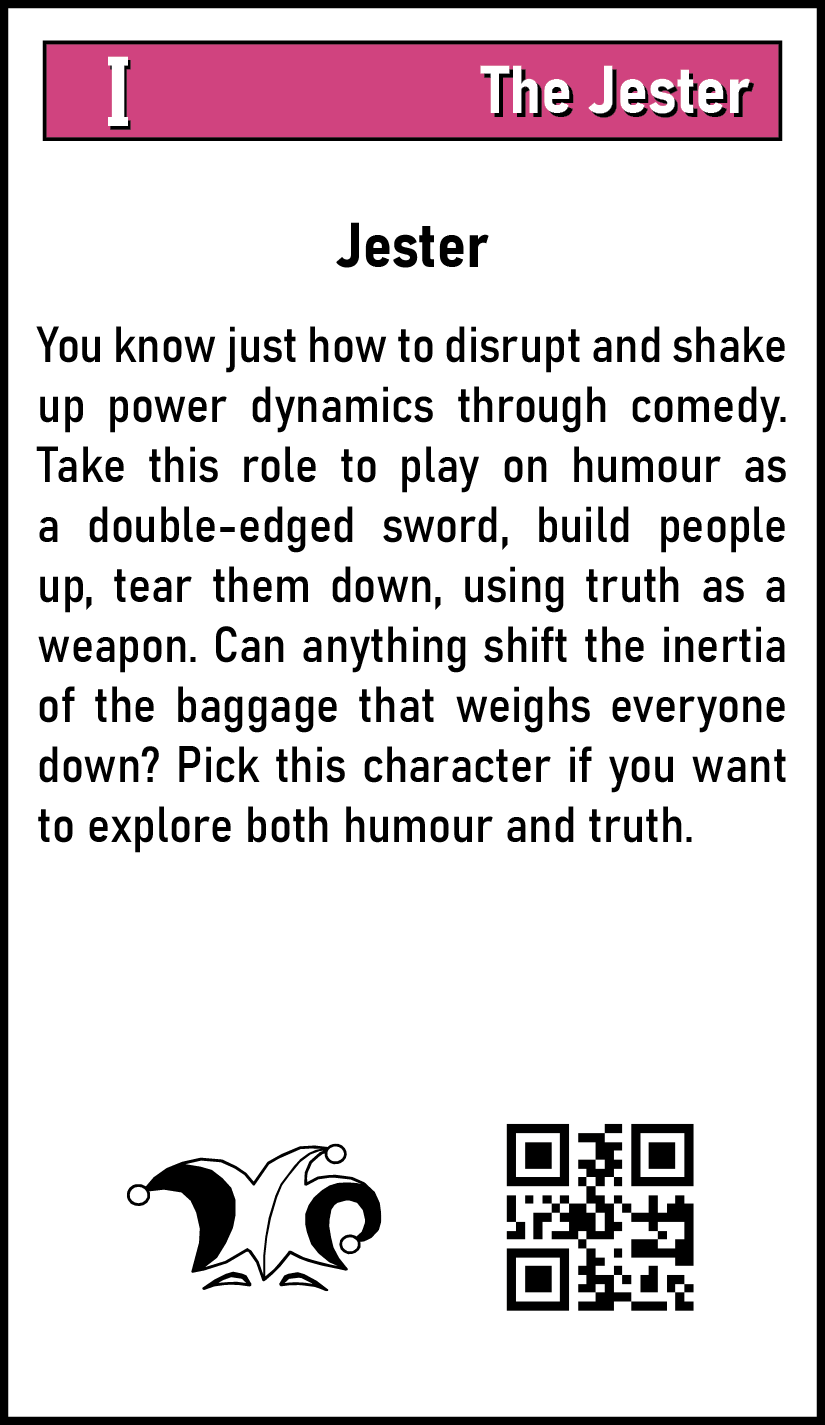 I The Jester
Jester
You know just how to disrupt and shake
up power dynamics through comedy.
Take this role to play on humour as
a double-edged sword, build people
up, tear them down, using truth as a
weapon. Can anything shift the inertia
of the baggage that weighs everyone
down? Pick this character if you want
to explore both humour and truth.